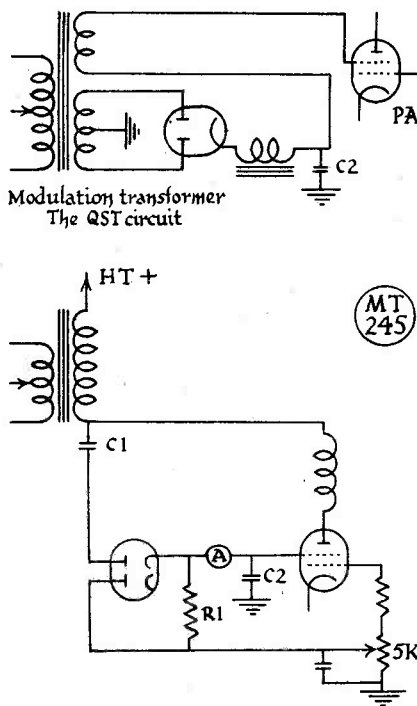 PA
C2
Modulation transformer
The QST circuit
HT+
MT
245
C1
A
C2
R1
5K